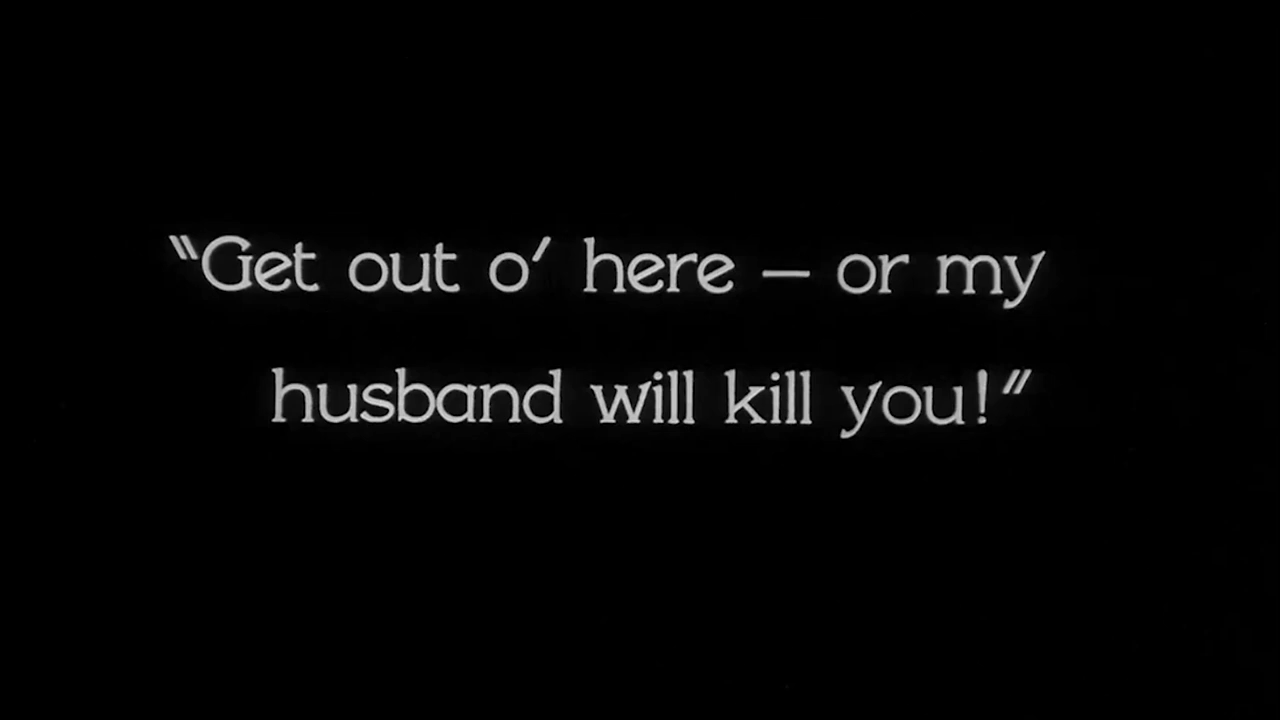 “Get out o’ here — or my
husband will kill you!”